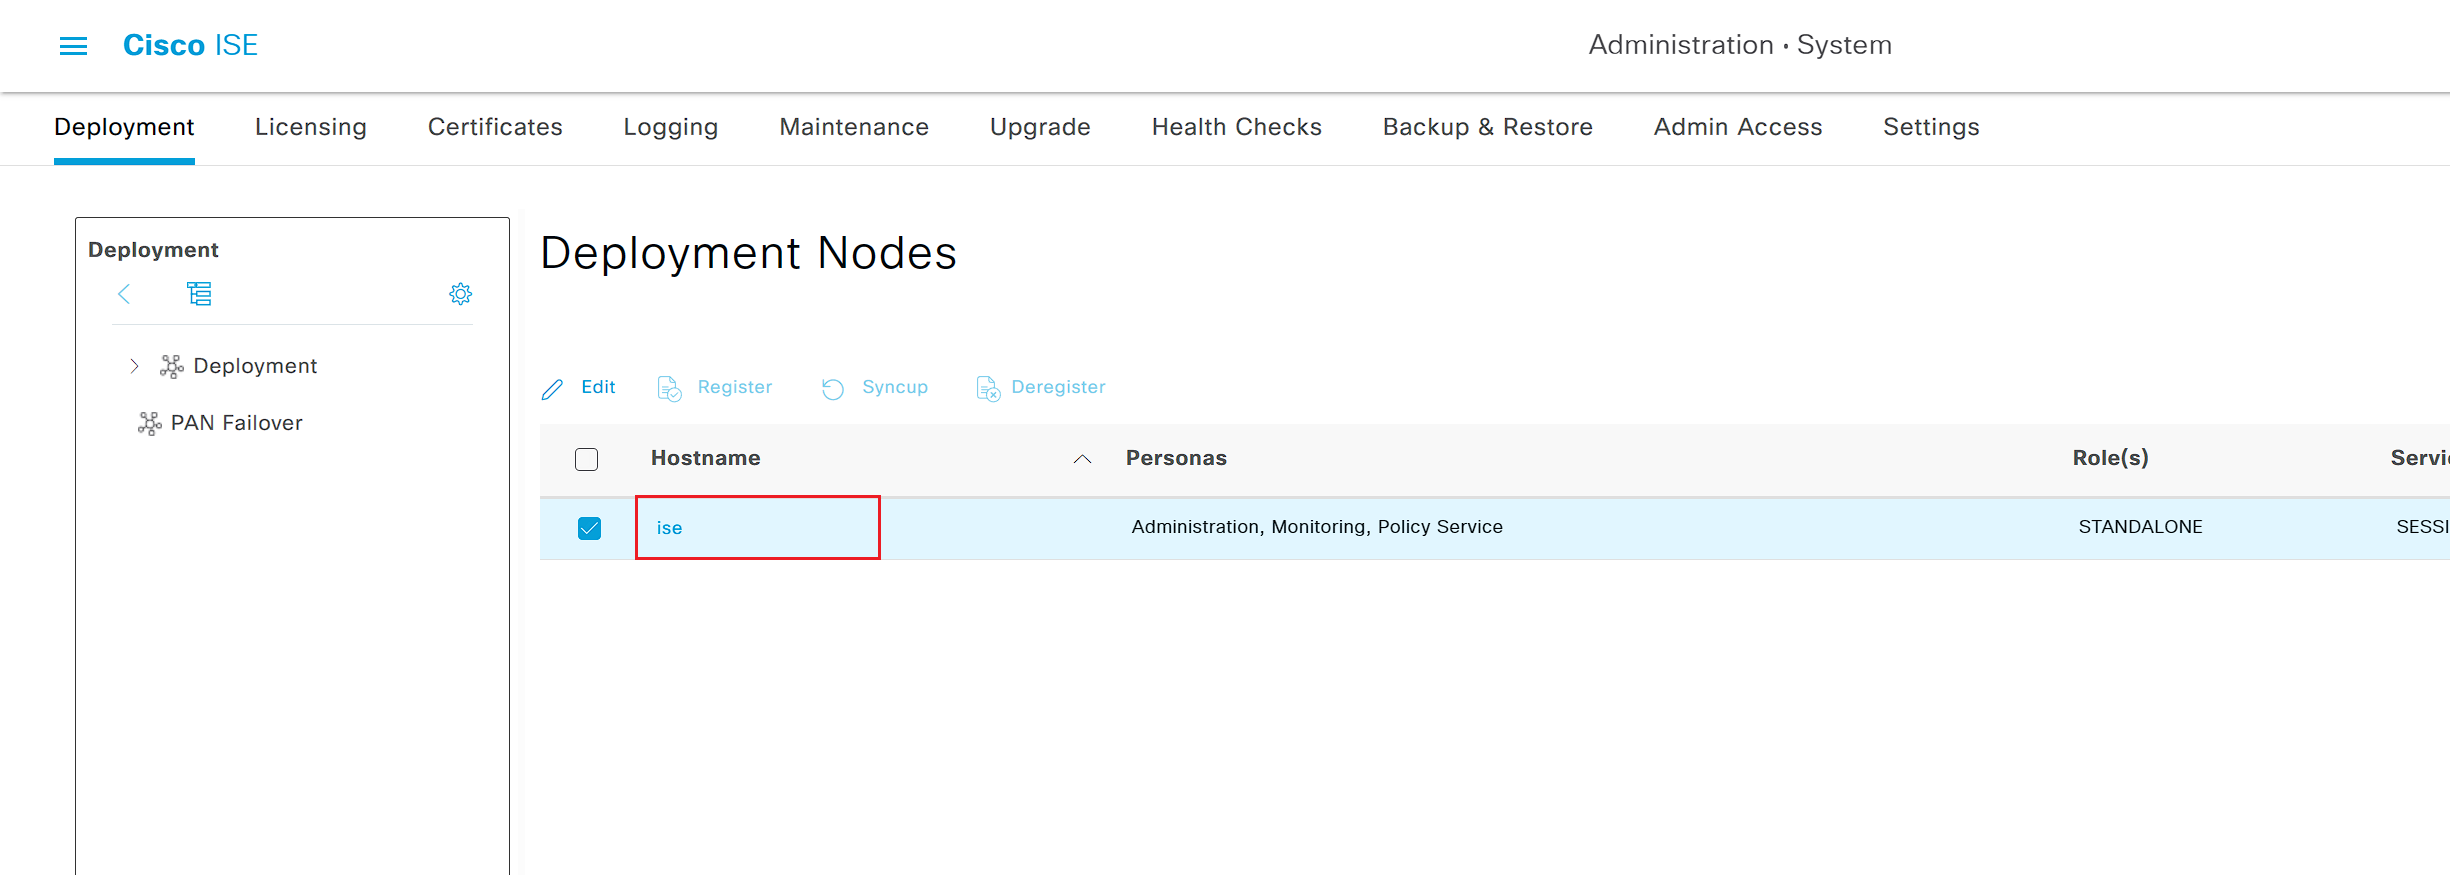 Cisco ISE
Administration · System
Deployment Licensing Certificates Logging Maintenance Upgrade Health Checks Backup & Restore Admin Access Settings
Deployment
Deployment
PAN Failover
Deployment Nodes
Edit Register Syncup Deregister
Hostname Personas Role(s) Servi
ise Administration, Monitoring, Policy Service STANDALONE SESSI